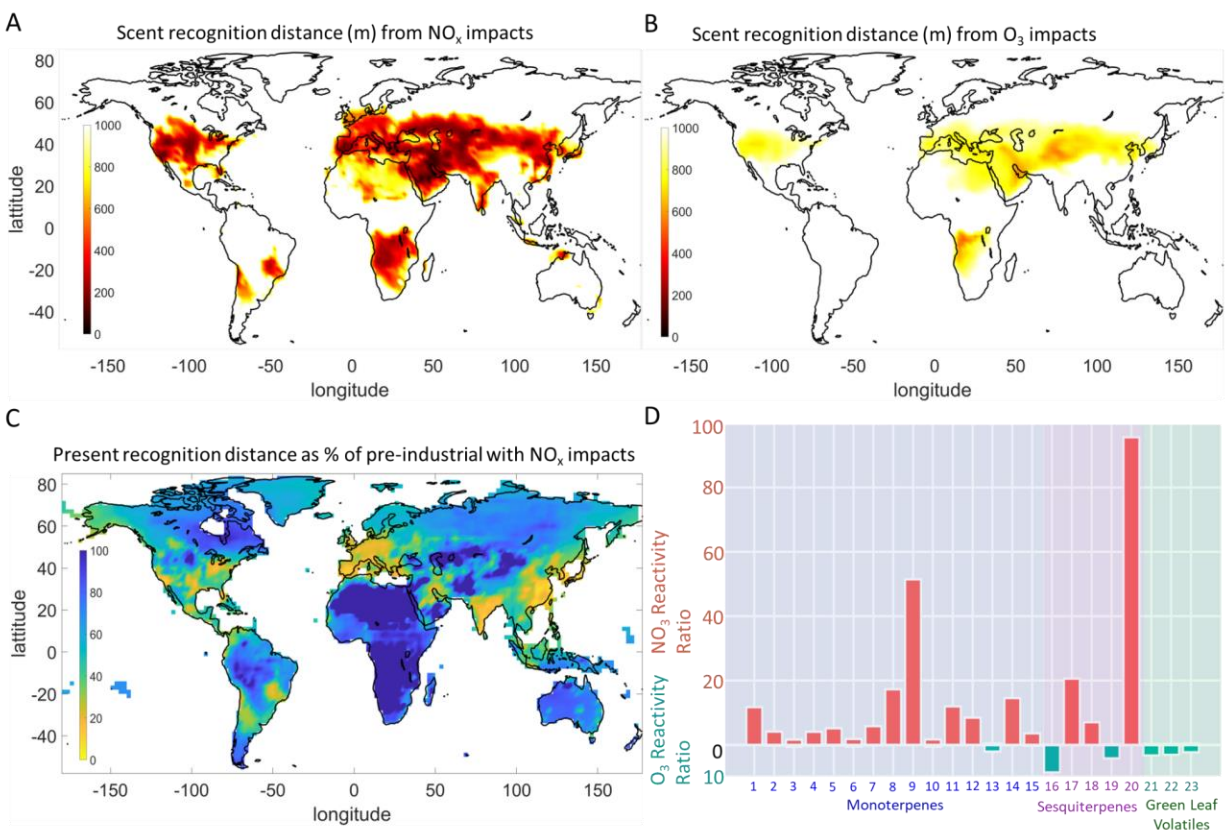 A
Scent recognition distance (m) from NOx impacts
80
60
40
20
0
-20
-40
lattitude
1000
800
600
400
200
0
-150
-100
-50
0
50
100
150
longitude
B
Scent recognition distance (m) from O3 impacts
1000
800
600
400
200
0
-150
-100
-50
0
50
100
150
longitude
C
Present recognition distance as % of pre-industrial with NOx impacts
80
60
40
20
0
-20
-40
lattitude
100
80
60
40
20
0
-150
-100
-50
0
50
100
150
longitude
D
100
80
60
40
20
0
10
NO3 Reactivity
Ratio
O3 Reactivity
Ratio
1 2 3 4 5 6 7 8 9 10 11 12 13 14 15 16 17 18 19 20 21 22 23
Monoterpenes
Sesquiterpenes
Green Leaf
Volatiles